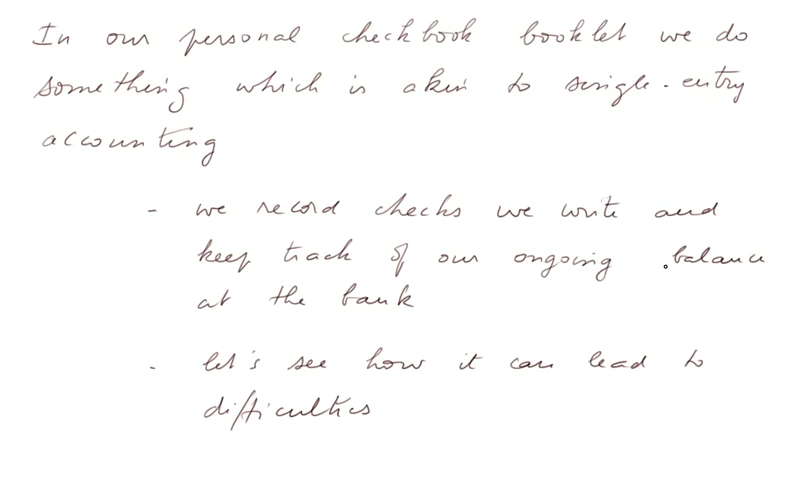 In our personal checkbook booklet we do
something which is akin to single-entry
accounting
- we record checks we write and
keep track of our ongoing balance
at the bank
- let's see how it can lead to
difficulties